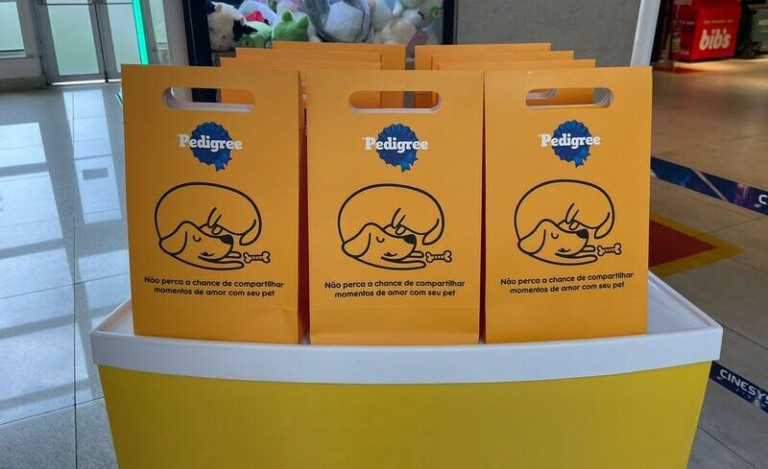 bib's
Pedigree
Não perca a chance de compartilhar
momentos de amor com seu pet
Pedigree
Não perca a chance de compartilhar
momentos de amor com seu pet
Pedigree
Não perca a chance de compartilhar
momentos de amor com seu pet